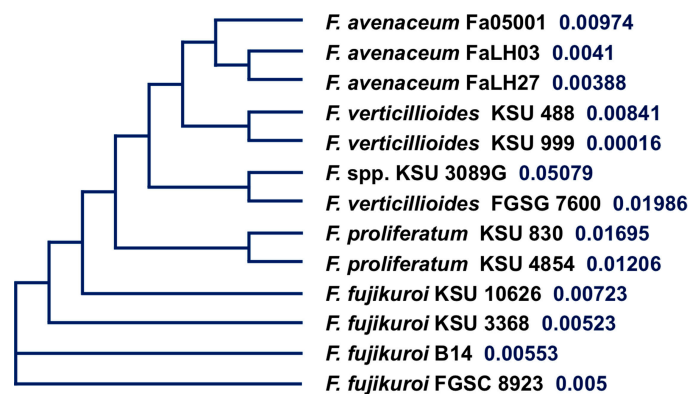 F. avenaceum Fa05001 0.00974
F. avenaceum FaLH03 0.0041
F. avenaceum FaLH27 0.00388
F. verticillioides KSU 488 0.00841
F. verticillioides KSU 999 0.00016
F. spp. KSU 3089G 0.05079
F. verticillioides FGSG 7600 0.01986
F. proliferatum KSU 830 0.01695
F. proliferatum KSU 4854 0.01206
F. fujikuroi KSU 10626 0.00723
F. fujikuroi KSU 3368 0.00523
F. fujikuroi B14 0.00553
F. fujikuroi FGSC 8923 0.005